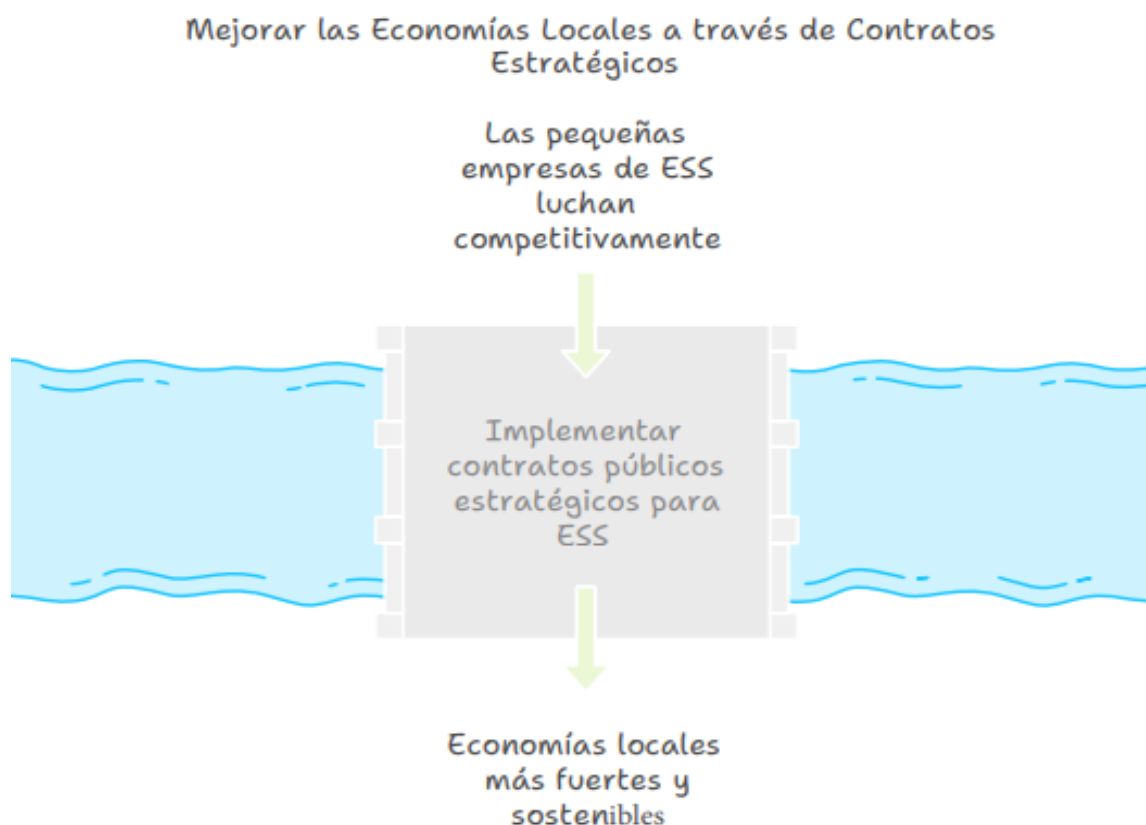 Mejorar las Economías Locales a través de Contratos
Estratégicos
Las pequeñas
empresas de ESS
luchan
competitivamente
Implementar
contratos públicos
estratégicos para
ESS
Economías locales
más fuertes y
sostenibles